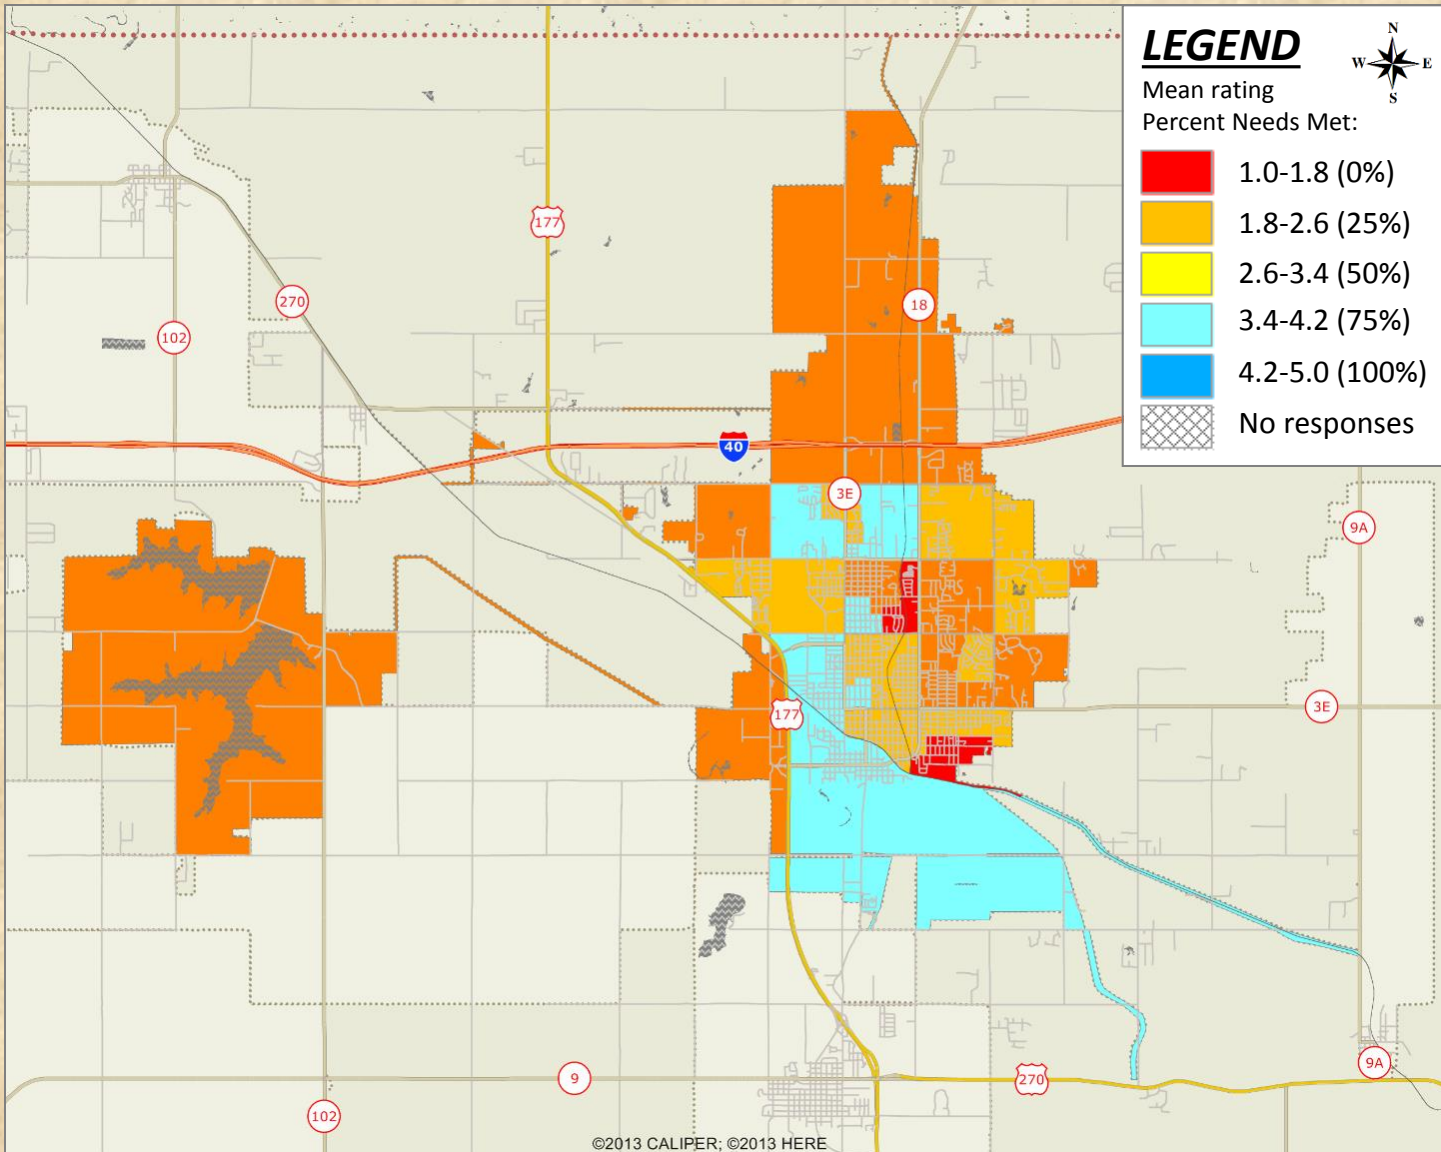 LEGEND
N
W E
S
Mean rating
Percent Needs Met:
1.0-1.8 (0%)
1.8-2.6 (25%)
2.6-3.4 (50%)
3.4-4.2 (75%)
4.2-5.0 (100%)
No responses
177
270
18
102
40
3E
9A
3E
177
9A
9
270
102
©2013 CALIPER; ©2013 HERE